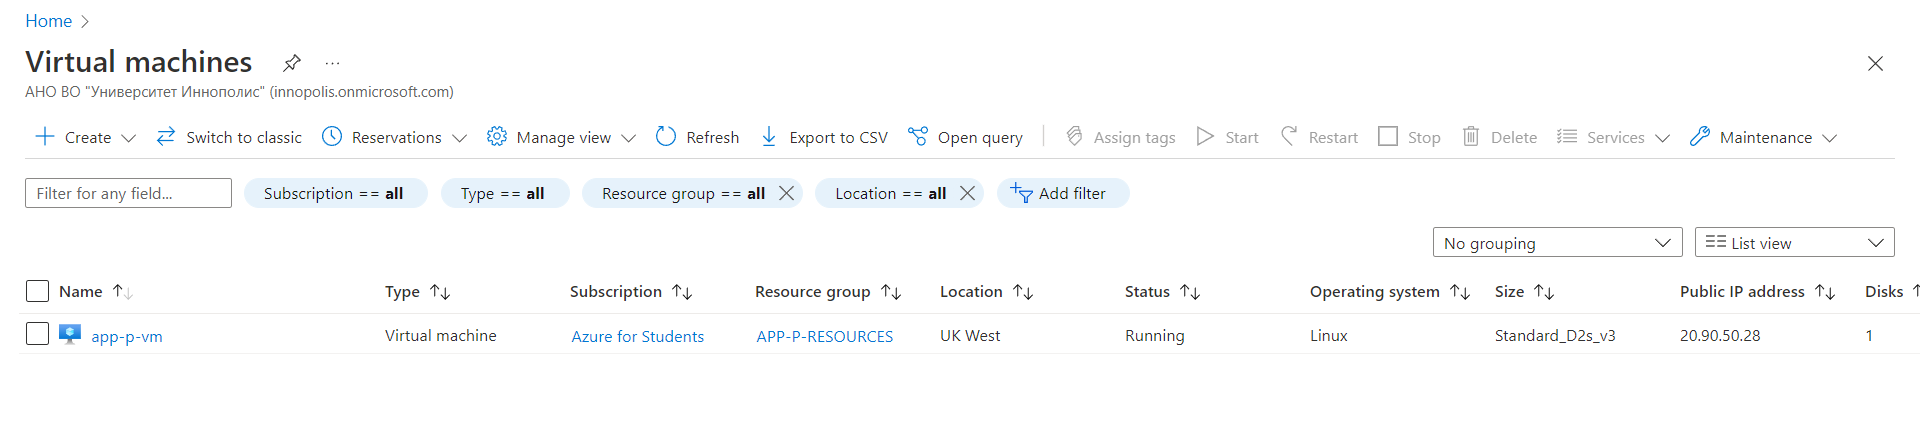 Home
Virtual machines ...
АНО ВО "Университет Иннополис" (innopolis.onmicrosoft.com)
Create Switch to classic Reservations Manage view Refresh Export to CSV Open query Assign tags Start Restart Stop Delete Services Maintenance
Filter for any field... Subscription == all Type == all Resource group == all Location == all Add filter
No grouping List view
Name Type Subscription Resource group Location Status Operating system Size Public IP address Disks
app-p-vm Virtual machine Azure for Students APP-P-RESOURCES UK West Running Linux Standard_D2s_v3 20.90.50.28 1